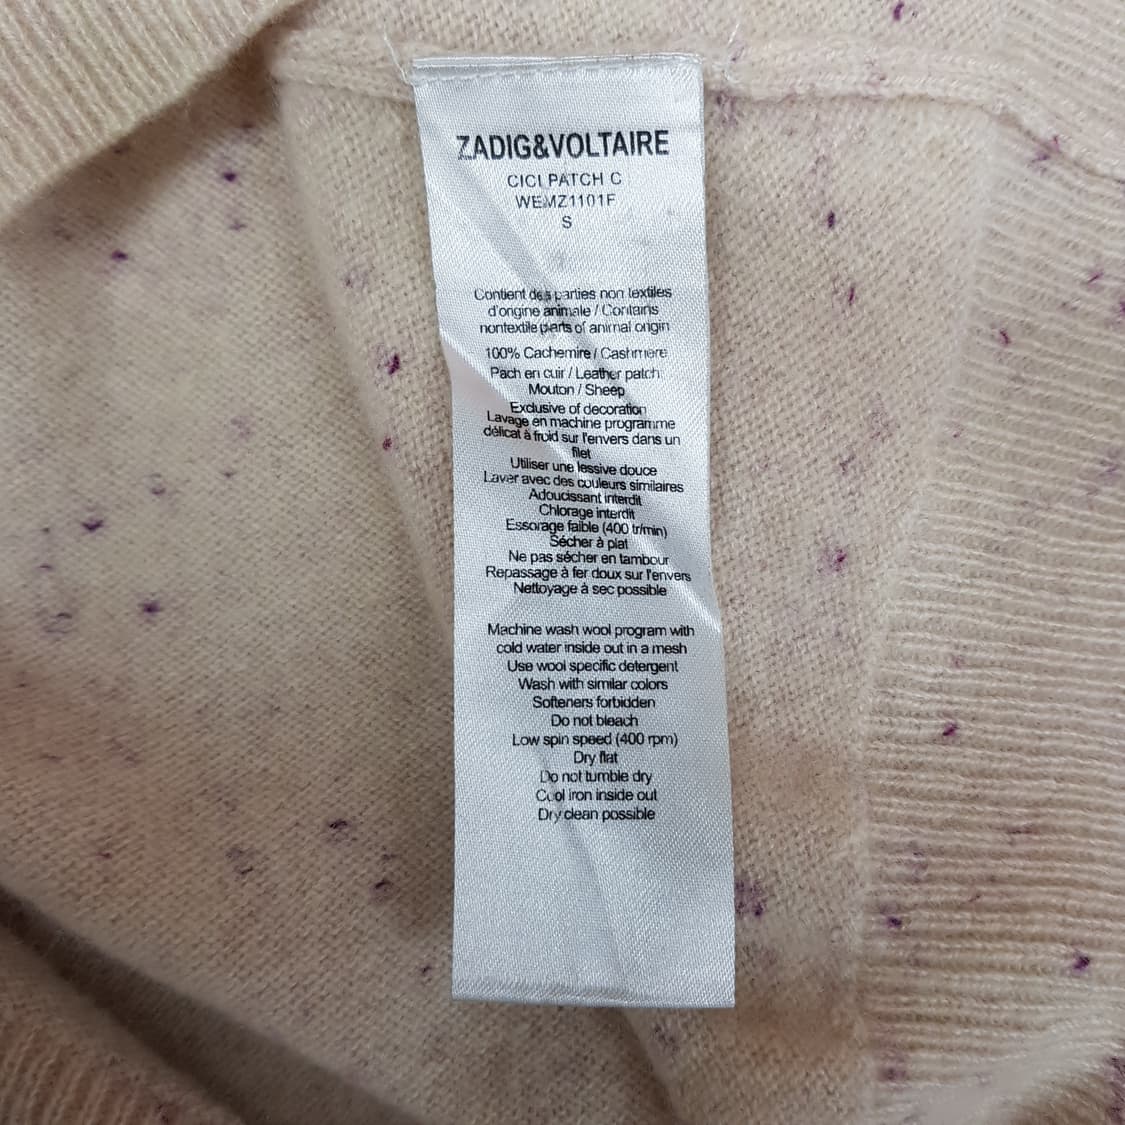 ZADIG&VOLTAIRE
CICI PATCH C
WEMZ1101F
S
Contient des parties non textiles
d'origine animale / Contains
nontextile parts of animal origin
100% Cachemire / Cashmere
Pach en cuir / Leather patch:
Mouton / Sheep
Exclusive of decoration
Lavage en machine programme
délicat à froid sur l'envers dans un
filet
Utiliser une lessive douce
Laver avec des couleurs similaires
Adoucissant interdit
Chlorage interdit
Essorage faible (400 tr/min)
Sécher à plat
Ne pas sécher en tambour
Repassage à fer doux sur l'envers
Nettoyage à sec possible
Machine wash wool program with
cold water inside out in a mesh
Use wool specific detergent
Wash with similar colors
Softeners forbidden
Do not bleach
Low spin speed (400 rpm)
Dry flat
Do not tumble dry
Cool iron inside out
Dry clean possible